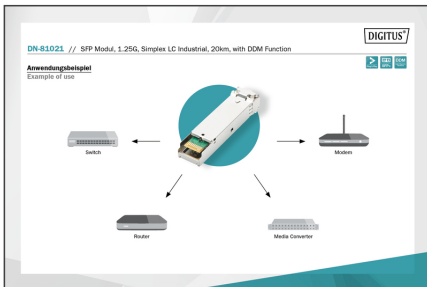 DIGITUS®
DN-81021 // SFP Modul, 1.25G, Simplex LC Industrial, 20km, with DDM Function
Anwendungsbeispiel
Example of use
DDM
Switch
Modem
Router
Media Converter